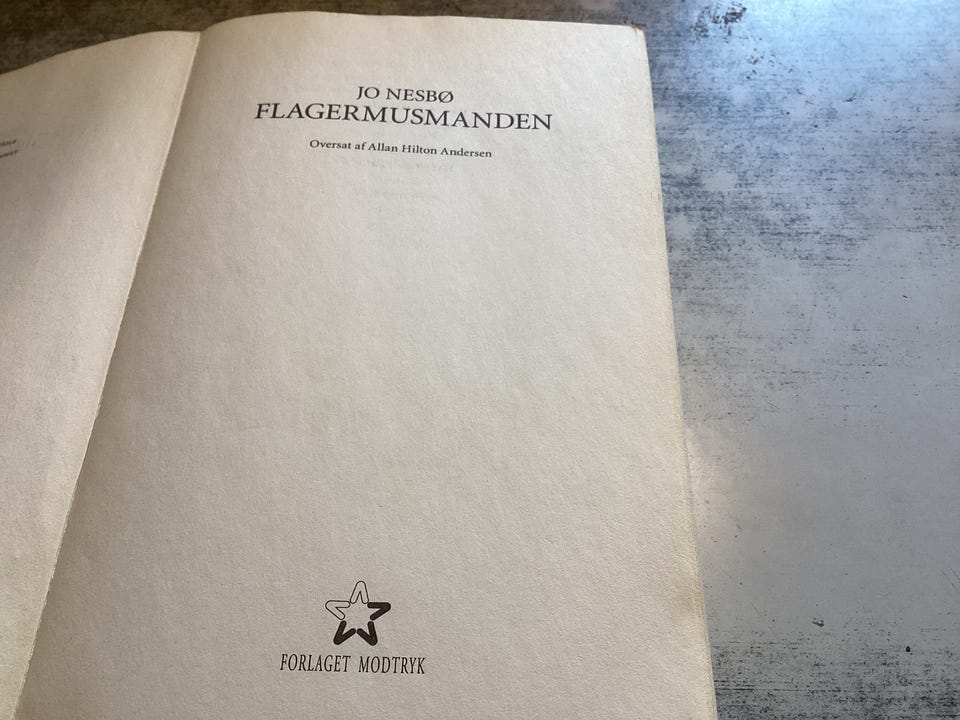 JO NESBØ
FLAGERMUSMANDEN
Oversat af Allan Hilton Andersen
FORLAGET MODTRYK